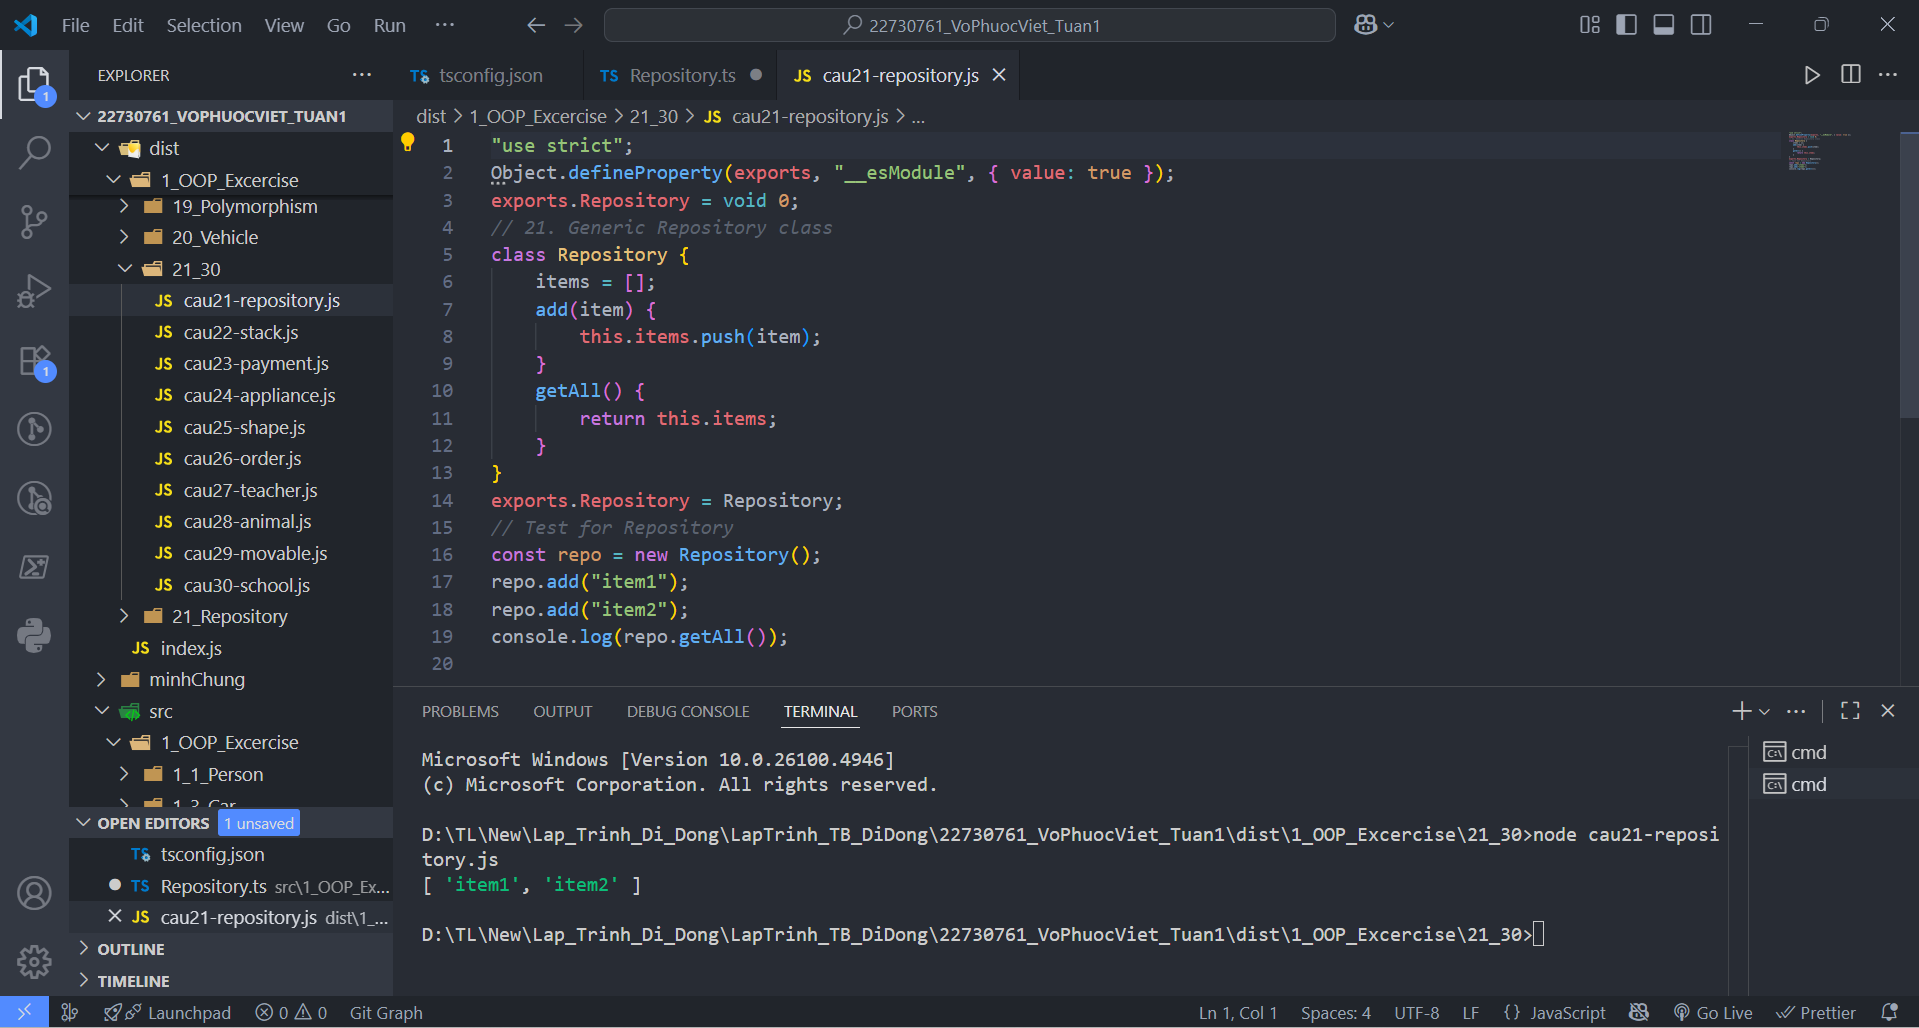 File Edit Selection View Go Run ···
22730761_VoPhuocViet_Tuan1
EXPLORER
22730761_VOPHUOCVIET_TUAN1
dist
1_OOP_Excercise
19_Polymorphism
20_Vehicle
21_30
JS cau21-repository.js
JS cau22-stack.js
JS cau23-payment.js
JS cau24-appliance.js
JS cau25-shape.js
JS cau26-order.js
JS cau27-teacher.js
JS cau28-animal.js
JS cau29-movable.js
JS cau30-school.js
21_Repository
JS index.js
minhChung
src
1_OOP_Excercise
1_1_Person
1_3_Car
OPEN EDITORS 1 unsaved
TS tsconfig.json
TS Repository.ts src\1_OOP_Ex...
JS cau21-repository.js dist\1_...
OUTLINE
TIMELINE
1
1
TS tsconfig.json
TS Repository.ts
JS cau21-repository.js
dist > 1_OOP_Excercise > 21_30 > JS cau21-repository.js > ...
1 "use strict";
2 Object.defineProperty(exports, "__esModule", { value: true });
3 exports.Repository = void 0;
4 // 21. Generic Repository class
5 class Repository {
6 items = [];
7 add(item) {
8 this.items.push(item);
9 }
10 getAll() {
11 return this.items;
12 }
13 }
14 exports.Repository = Repository;
15 // Test for Repository
16 const repo = new Repository();
17 repo.add("item1");
18 repo.add("item2");
19 console.log(repo.getAll());
20
PROBLEMS OUTPUT DEBUG CONSOLE TERMINAL PORTS
Microsoft Windows [Version 10.0.26100.4946]
(c) Microsoft Corporation. All rights reserved.
D:\TL\New\Lap_Trinh_Di_Dong\LapTrinh_TB_DiDong\22730761_VoPhuocViet_Tuan1\dist\1_OOP_Excercise\21_30>node cau21-reposi
tory.js
[ 'item1', 'item2' ]
D:\TL\New\Lap_Trinh_Di_Dong\LapTrinh_TB_DiDong\22730761_VoPhuocViet_Tuan1\dist\1_OOP_Excercise\21_30>
cmd
cmd
Launchpad 0 0 Git Graph
Ln 1, Col 1 Spaces: 4 UTF-8 LF {} JavaScript Go Live Prettier